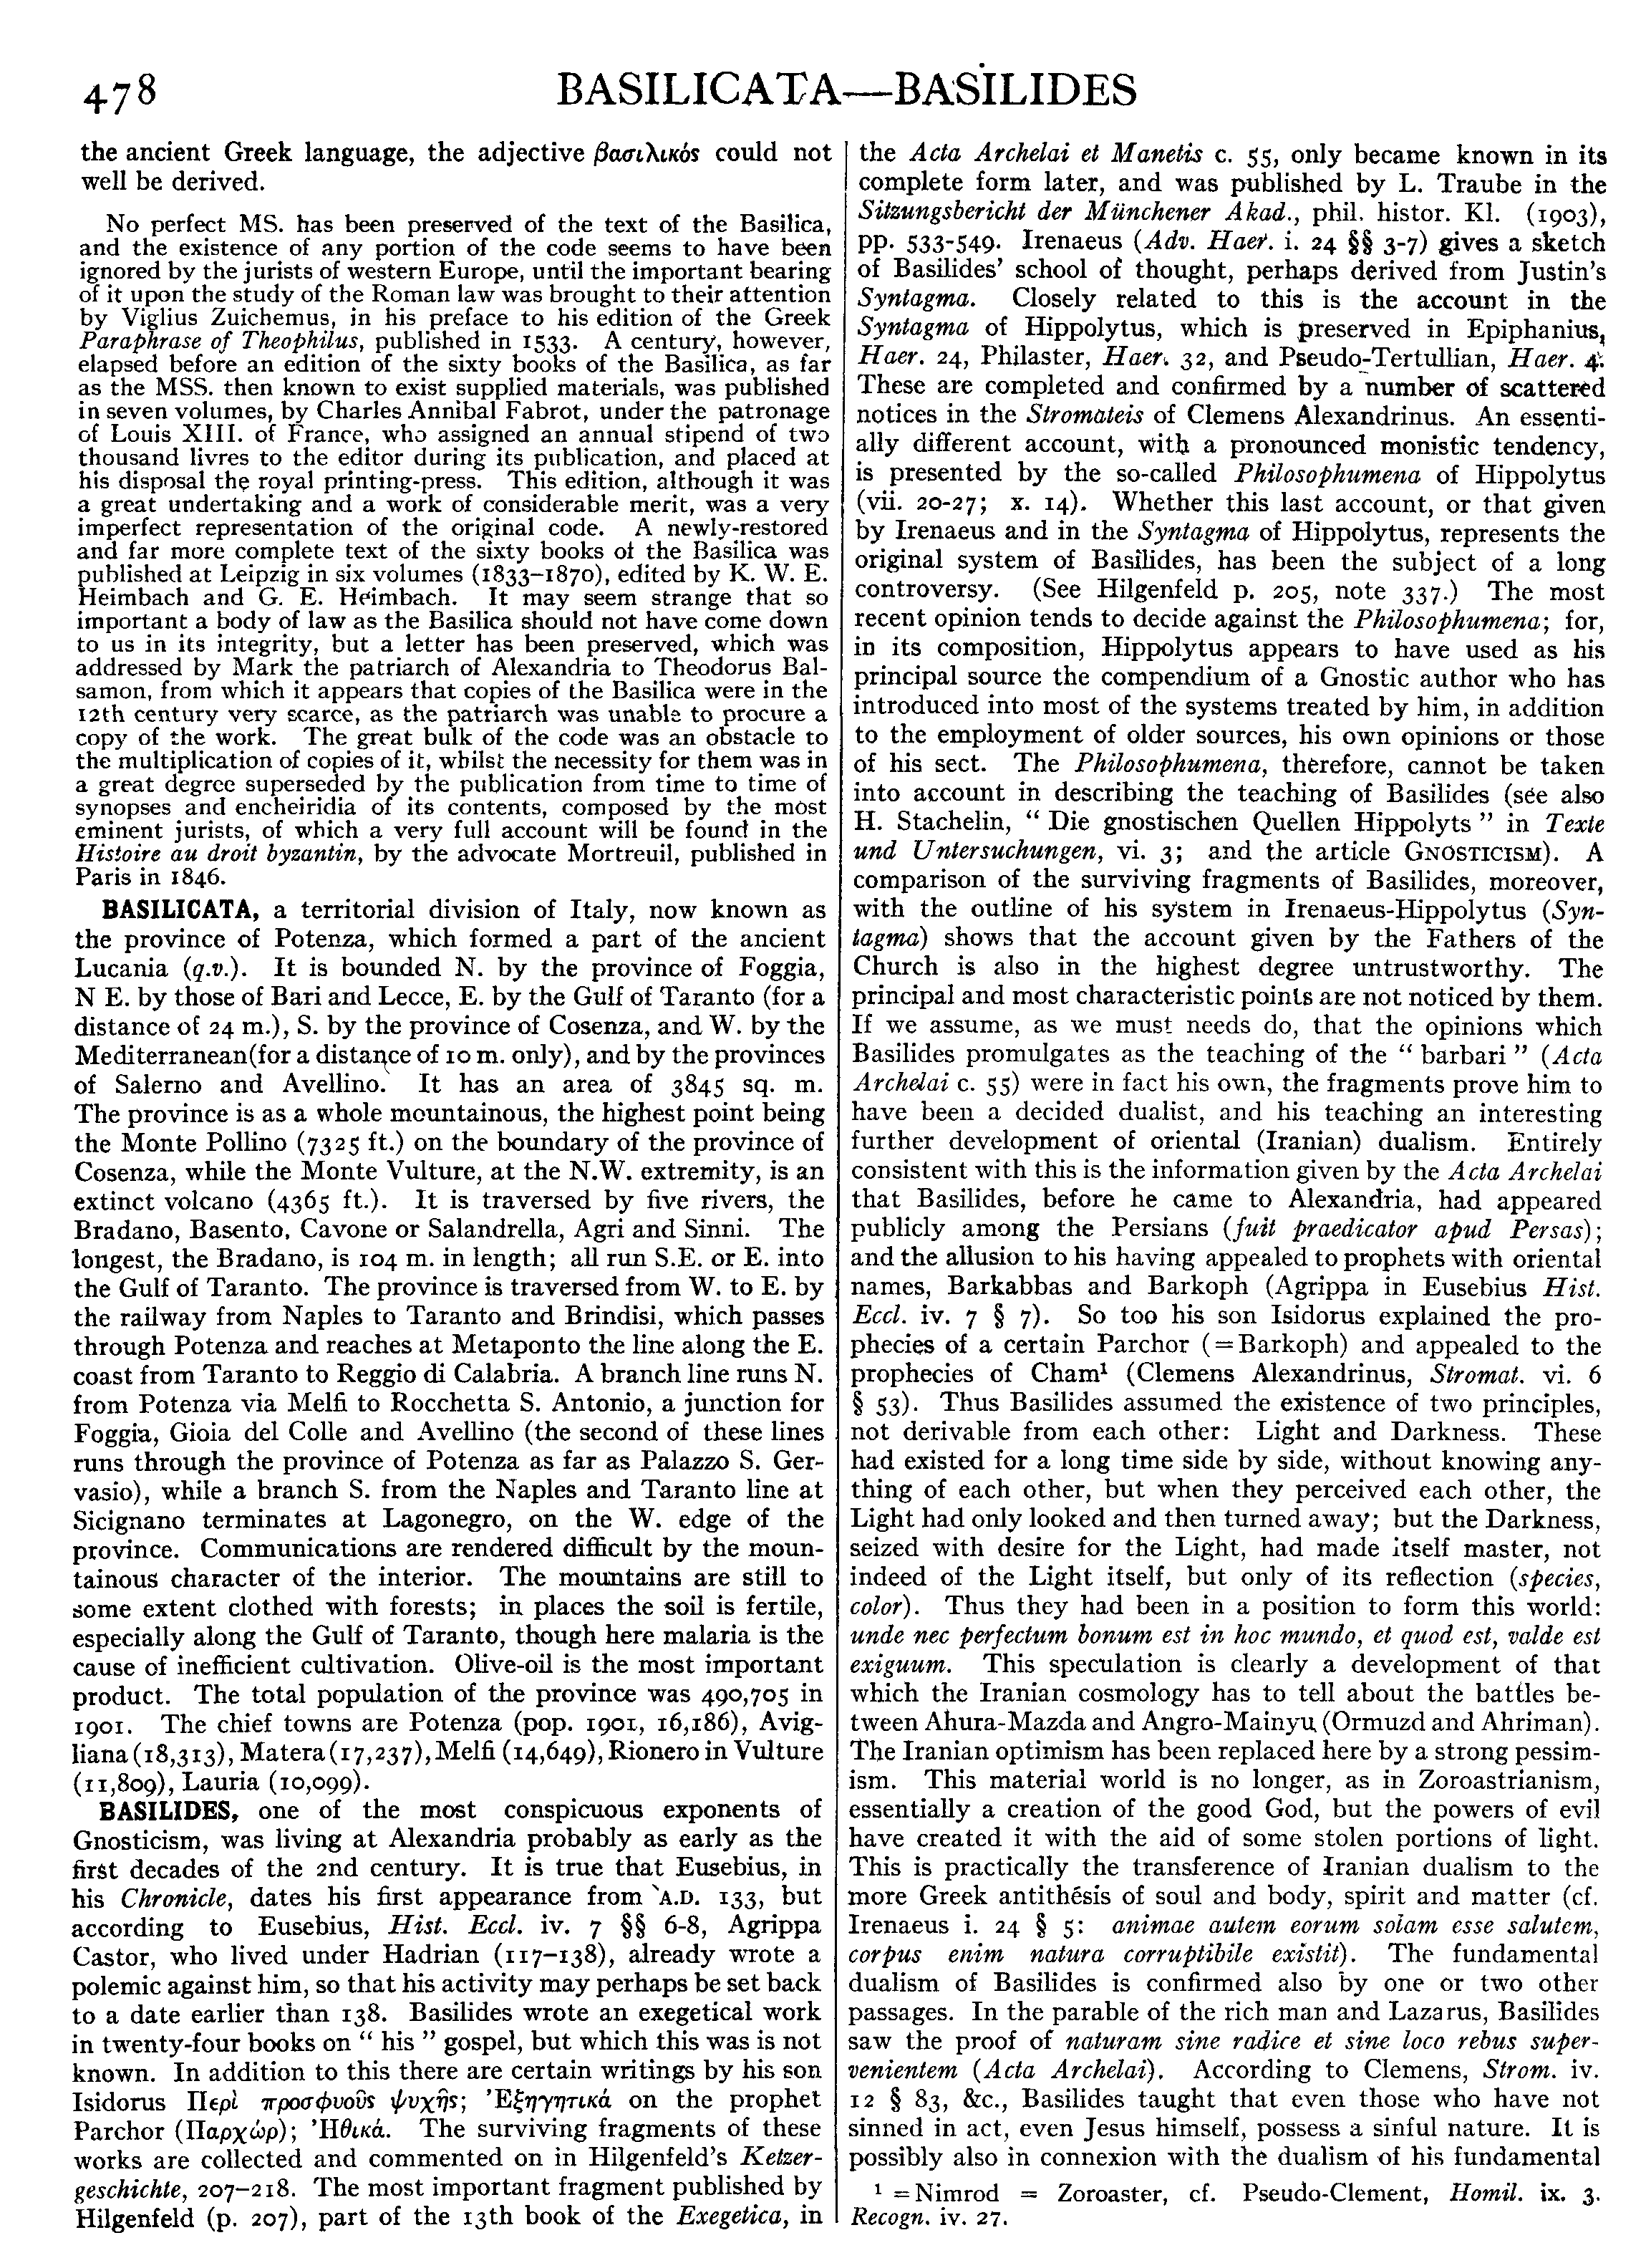 478
BASILICATA—BASILIDES
the ancient Greek language, the adjective βασιλικός could not
well be derived.
No perfect MS. has been preserved of the text of the Basilica,
and the existence of any portion of the code seems to have been
ignored by the jurists of western Europe, until the important bearing
of it upon the study of the Roman law was brought to their attention
by Viglius Zuichemus, in his preface to his edition of the Greek
Paraphrase of Theophilus, published in 1533. A century, however,
elapsed before an edition of the sixty books of the Basilica, as far
as the MSS. then known to exist supplied materials, was published
in seven volumes, by Charles Annibal Fabrot, under the patronage
of Louis XIII. of France, who assigned an annual stipend of two
thousand livres to the editor during its publication, and placed at
his disposal the royal printing-press. This edition, although it was
a great undertaking and a work of considerable merit, was a very
imperfect representation of the original code. A newly-restored
and far more complete text of the sixty books of the Basilica was
published at Leipzig in six volumes (1833–1870), edited by K. W. E.
Heimbach and G. E. Heimbach. It may seem strange that so
important a body of law as the Basilica should not have come down
to us in its integrity, but a letter has been preserved, which was
addressed by Mark the patriarch of Alexandria to Theodorus Bal-
samon, from which it appears that copies of the Basilica were in the
12th century very scarce, as the patriarch was unable to procure a
copy of the work. The great bulk of the code was an obstacle to
the multiplication of copies of it, whilst the necessity for them was in
a great degree superseded by the publication from time to time of
synopses and encheiridia of its contents, composed by the most
eminent jurists, of which a very full account will be found in the
Histoire au droit byzantin, by the advocate Mortreuil, published in
Paris in 1846.
BASILICATA, a territorial division of Italy, now known as
the province of Potenza, which formed a part of the ancient
Lucania (q.v.). It is bounded N. by the province of Foggia,
N E. by those of Bari and Lecce, E. by the Gulf of Taranto (for a
distance of 24 m.), S. by the province of Cosenza, and W. by the
Mediterranean (for a distance of 10 m. only), and by the provinces
of Salerno and Avellino. It has an area of 3845 sq. m.
The province is as a whole mountainous, the highest point being
the Monte Pollino (7325 ft.) on the boundary of the province of
Cosenza, while the Monte Vulture, at the N.W. extremity, is an
extinct volcano (4365 ft.). It is traversed by five rivers, the
Bradano, Basento, Cavone or Salandrella, Agri and Sinni. The
longest, the Bradano, is 104 m. in length; all run S.E. or E. into
the Gulf of Taranto. The province is traversed from W. to E. by
the railway from Naples to Taranto and Brindisi, which passes
through Potenza and reaches at Metaponto the line along the E.
coast from Taranto to Reggio di Calabria. A branch line runs N.
from Potenza via Melfi to Rocchetta S. Antonio, a junction for
Foggia, Gioia del Colle and Avellino (the second of these lines
runs through the province of Potenza as far as Palazzo S. Ger-
vasio), while a branch S. from the Naples and Taranto line at
Sicignano terminates at Lagonegro, on the W. edge of the
province. Communications are rendered difficult by the moun-
tainous character of the interior. The mountains are still to
some extent clothed with forests; in places the soil is fertile,
especially along the Gulf of Taranto, though here malaria is the
cause of inefficient cultivation. Olive-oil is the most important
product. The total population of the province was 490,705 in
1901. The chief towns are Potenza (pop. 1901, 16,186), Avig-
liana (18,313), Matera (17,237), Melfi (14,649), Rionero in Vulture
(11,809), Lauria (10,099).
BASILIDES, one of the most conspicuous exponents of
Gnosticism, was living at Alexandria probably as early as the
first decades of the 2nd century. It is true that Eusebius, in
his Chronicle, dates his first appearance from A.D. 133, but
according to Eusebius, Hist. Eccl. iv. 7 §§ 6-8, Agrippa
Castor, who lived under Hadrian (117–138), already wrote a
polemic against him, so that his activity may perhaps be set back
to a date earlier than 138. Basilides wrote an exegetical work
in twenty-four books on “ his ” gospel, but which this was is not
known. In addition to this there are certain writings by his son
Isidorus Περὶ προσφυοῦς ψυχῆς; Ἐξηγητικά on the prophet
Parchor (Παρχώρ); Ἠθικά. The surviving fragments of these
works are collected and commented on in Hilgenfeld's Ketzer-
geschichte, 207–218. The most important fragment published by
Hilgenfeld (p. 207), part of the 13th book of the Exegetica, in
the Acta Archelai et Manetis c. 55, only became known in its
complete form later, and was published by L. Traube in the
Sitzungsbericht der Münchener Akad., phil. histor. Kl. (1903),
pp. 533-549. Irenaeus (Adv. Haer. i. 24 §§ 3-7) gives a sketch
of Basilides' school of thought, perhaps derived from Justin's
Syntagma. Closely related to this is the account in the
Syntagma of Hippolytus, which is preserved in Epiphanius,
Haer. 24, Philaster, Haer. 32, and Pseudo-Tertullian, Haer. 4.
These are completed and confirmed by a number of scattered
notices in the Stromateis of Clemens Alexandrinus. An essenti-
ally different account, with a pronounced monistic tendency,
is presented by the so-called Philosophumena of Hippolytus
(vii. 20-27; x. 14). Whether this last account, or that given
by Irenaeus and in the Syntagma of Hippolytus, represents the
original system of Basilides, has been the subject of a long
controversy. (See Hilgenfeld p. 205, note 337.) The most
recent opinion tends to decide against the Philosophumena; for,
in its composition, Hippolytus appears to have used as his
principal source the compendium of a Gnostic author who has
introduced into most of the systems treated by him, in addition
to the employment of older sources, his own opinions or those
of his sect. The Philosophumena, therefore, cannot be taken
into account in describing the teaching of Basilides (see also
H. Stachelin, “ Die gnostischen Quellen Hippolyts ” in Texte
und Untersuchungen, vi. 3; and the article GNOSTICISM). A
comparison of the surviving fragments of Basilides, moreover,
with the outline of his system in Irenaeus-Hippolytus (Syn-
tagma) shows that the account given by the Fathers of the
Church is also in the highest degree untrustworthy. The
principal and most characteristic points are not noticed by them.
If we assume, as we must needs do, that the opinions which
Basilides promulgates as the teaching of the “ barbari ” (Acta
Archelai c. 55) were in fact his own, the fragments prove him to
have been a decided dualist, and his teaching an interesting
further development of oriental (Iranian) dualism. Entirely
consistent with this is the information given by the Acta Archelai
that Basilides, before he came to Alexandria, had appeared
publicly among the Persians (fuit praedicator apud Persas);
and the allusion to his having appealed to prophets with oriental
names, Barkabbas and Barkoph (Agrippa in Eusebius Hist.
Eccl. iv. 7 § 7). So too his son Isidorus explained the pro-
phecies of a certain Parchor (=Barkoph) and appealed to the
prophecies of Cham¹ (Clemens Alexandrinus, Stromat. vi. 6
§ 53). Thus Basilides assumed the existence of two principles,
not derivable from each other: Light and Darkness. These
had existed for a long time side by side, without knowing any-
thing of each other, but when they perceived each other, the
Light had only looked and then turned away; but the Darkness,
seized with desire for the Light, had made itself master, not
indeed of the Light itself, but only of its reflection (species,
color). Thus they had been in a position to form this world:
unde nec perfectum bonum est in hoc mundo, et quod est, valde est
exiguum. This speculation is clearly a development of that
which the Iranian cosmology has to tell about the battles be-
tween Ahura-Mazda and Angro-Mainyu (Ormuzd and Ahriman).
The Iranian optimism has been replaced here by a strong pessim-
ism. This material world is no longer, as in Zoroastrianism,
essentially a creation of the good God, but the powers of evil
have created it with the aid of some stolen portions of light.
This is practically the transference of Iranian dualism to the
more Greek antithesis of soul and body, spirit and matter (cf.
Irenaeus i. 24 § 5: animae autem eorum solam esse salutem,
corpus enim natura corruptibile existit). The fundamental
dualism of Basilides is confirmed also by one or two other
passages. In the parable of the rich man and Lazarus, Basilides
saw the proof of naturam sine radice et sine loco rebus super-
venientem (Acta Archelai). According to Clemens, Strom. iv.
12 § 83, &c., Basilides taught that even those who have not
sinned in act, even Jesus himself, possess a sinful nature. It is
possibly also in connexion with the dualism of his fundamental
¹ =Nimrod = Zoroaster, cf. Pseudo-Clement, Homil. ix. 3.
Recogn. iv. 27.